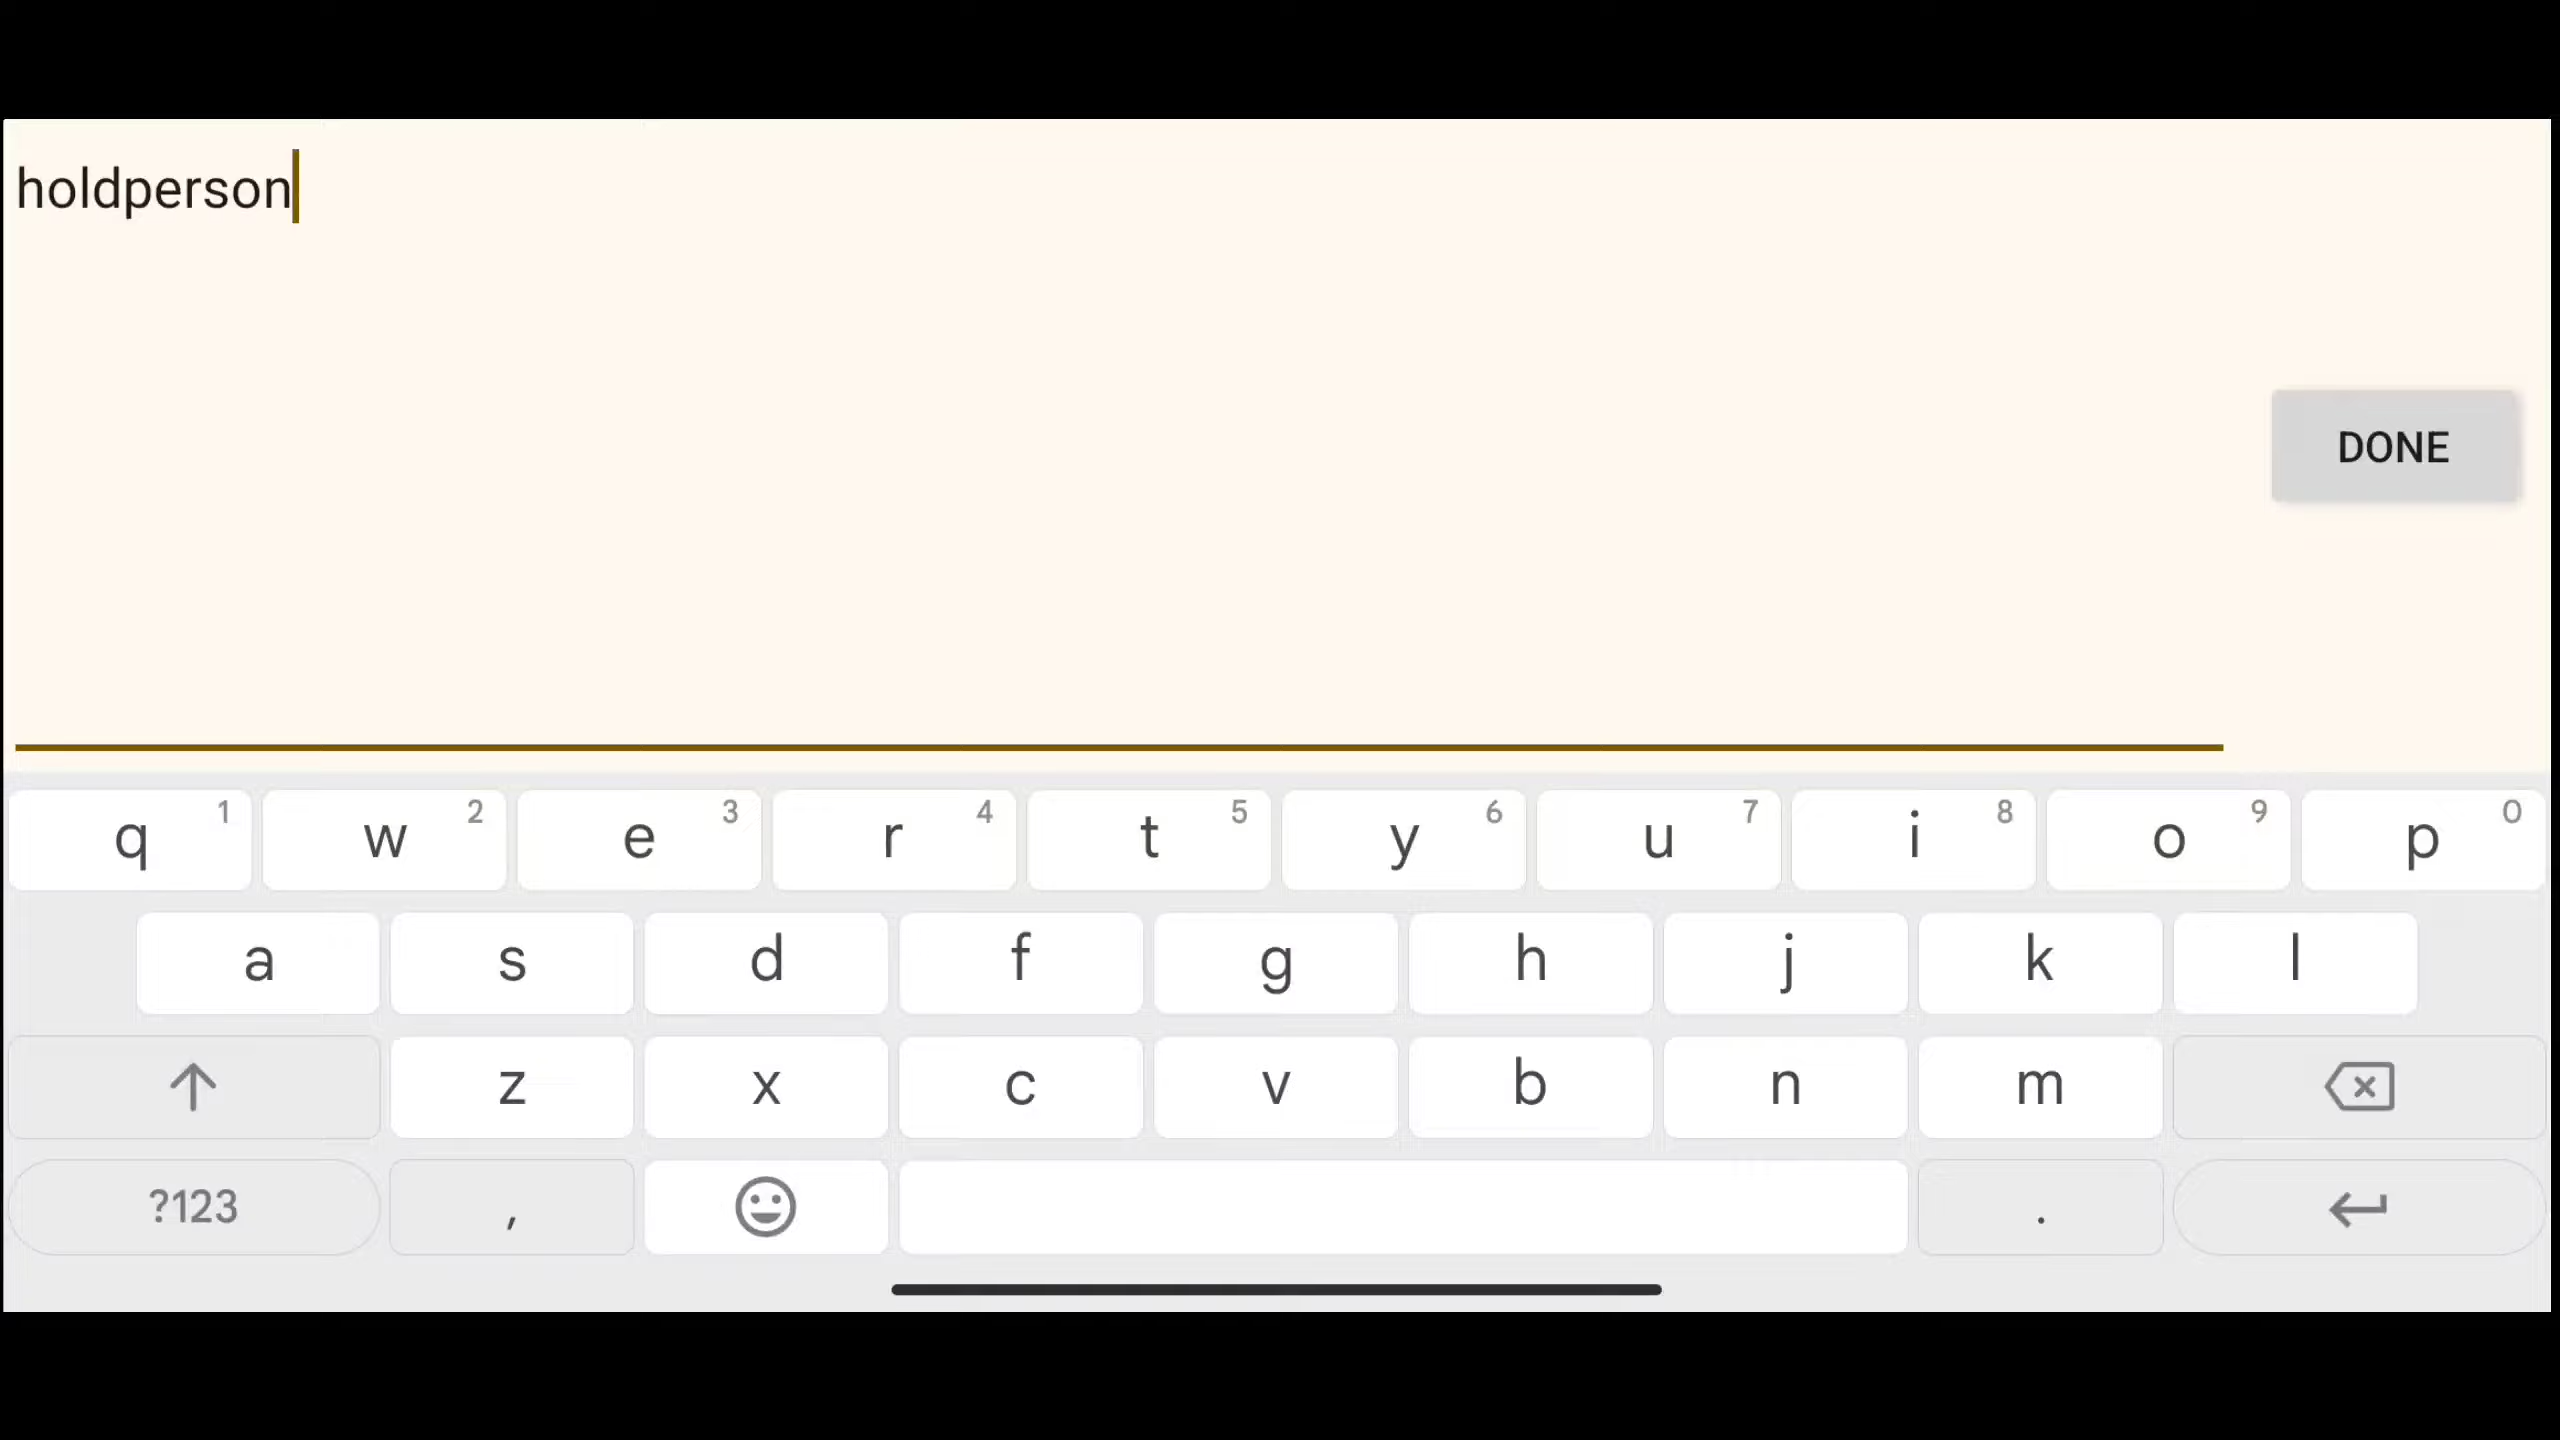 holdperson
DONE
q 1 w 2 e 3 r 4 t 5 y 6 u 7 i 8 o 9 p 0
a s d f g h j k l
z x c v b n m
?123 , .